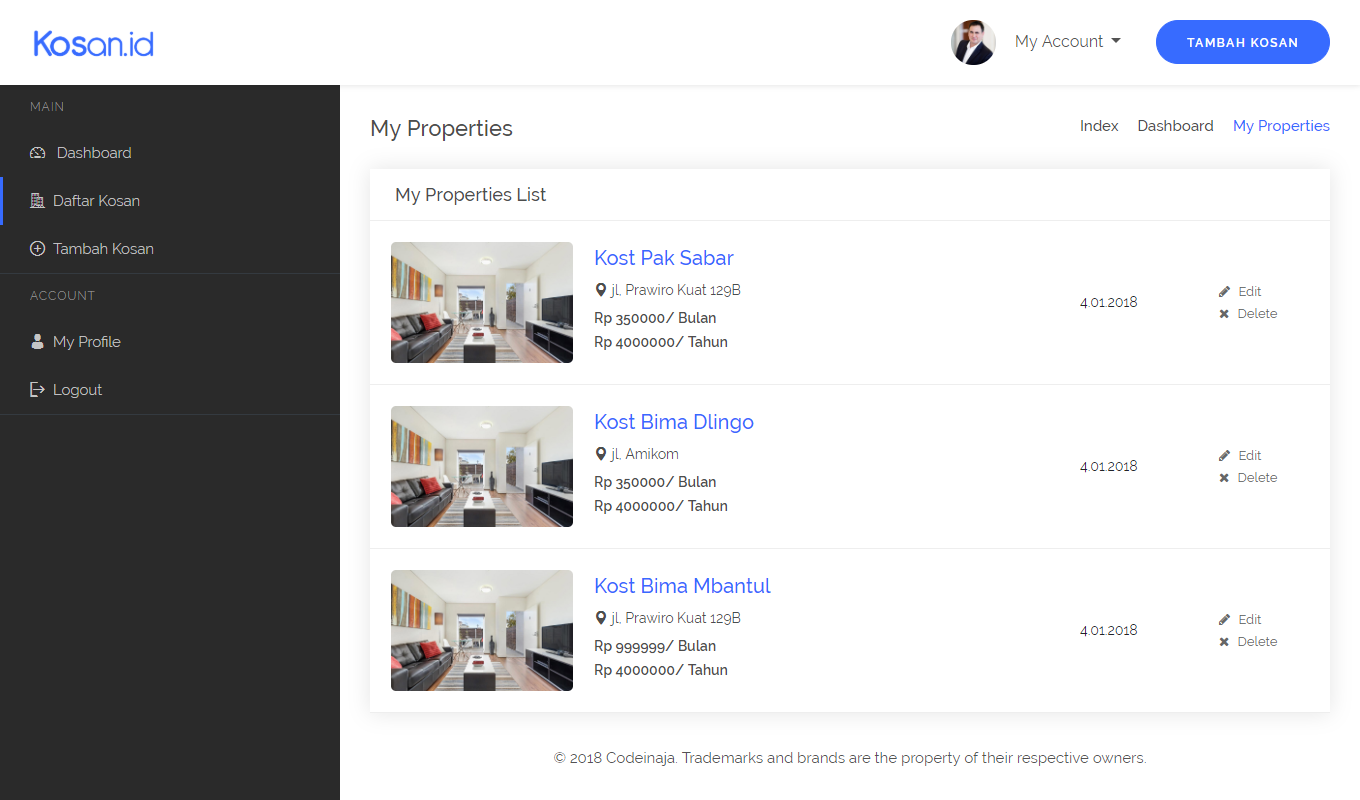 Kosan.id
My Account
TAMBAH KOSAN
MAIN
Dashboard
Daftar Kosan
Tambah Kosan
ACCOUNT
My Profile
Logout
My Properties
Index Dashboard My Properties
My Properties List
Kost Pak Sabar
jl. Prawiro Kuat 129B
Rp 350000/ Bulan
Rp 4000000/ Tahun
4.01.2018
Edit
Delete
Kost Bima Dlingo
jl. Amikom
Rp 350000/ Bulan
Rp 4000000/ Tahun
4.01.2018
Edit
Delete
Kost Bima Mbantul
jl. Prawiro Kuat 129B
Rp 999999/ Bulan
Rp 4000000/ Tahun
4.01.2018
Edit
Delete
© 2018 Codeinaja. Trademarks and brands are the property of their respective owners.